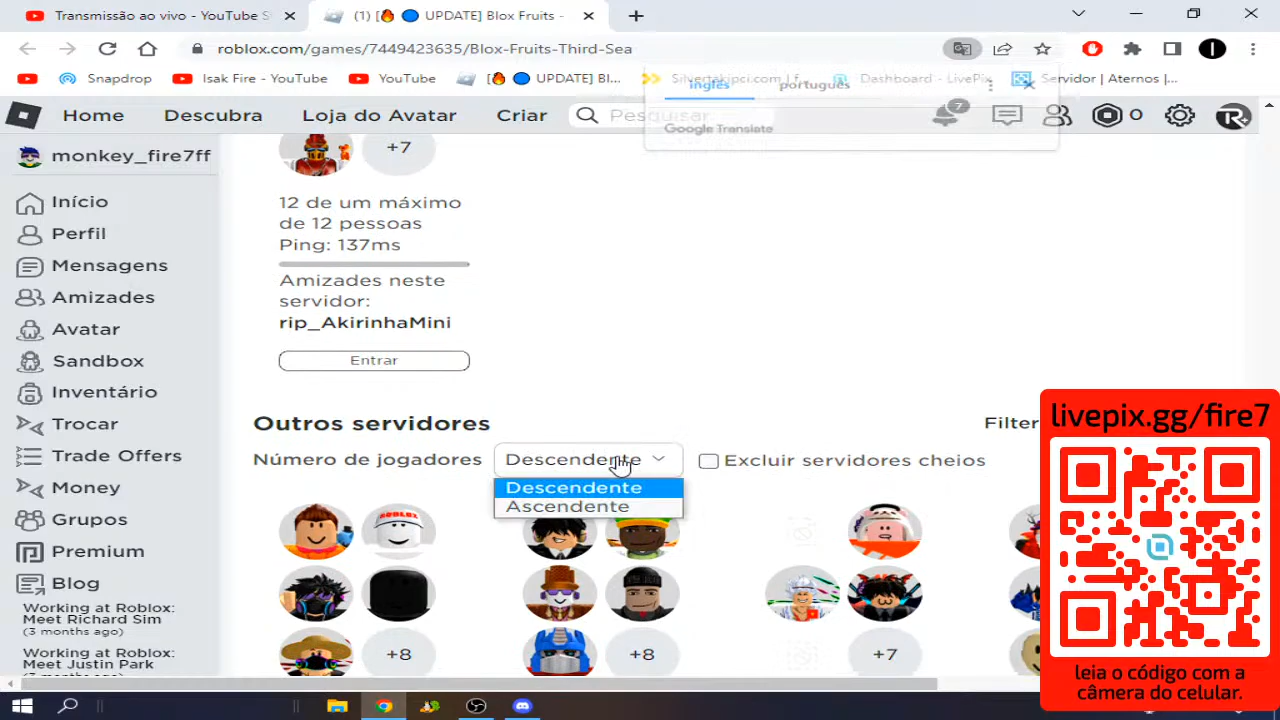 Transmissão ao vivo - YouTube S
(1) [🔥 🔵 UPDATE] Blox Fruits -
roblox.com/games/7449423635/Blox-Fruits-Third-Sea
Snapdrop
Isak Fire - YouTube
YouTube
[🔥 🔵 UPDATE] Bl...
Silvertakipci.com | f...
Dashboard - LivePix
Servidor | Aternos |...
inglês
português
Google Translate
Home
Descubra
Loja do Avatar
Criar
Pesquisar
7
0
monkey_fire7ff
Início
Perfil
Mensagens
Amizades
Avatar
Sandbox
Inventário
Trocar
Trade Offers
Money
Grupos
Premium
Blog
Working at Roblox:
Meet Richard Sim
(3 months ago)
Working at Roblox:
Meet Justin Park
+7
12 de um máximo
de 12 pessoas
Ping: 137ms
Amizades neste
servidor:
rip_AkirinhaMini
Entrar
Outros servidores
Filter
Número de jogadores
Descendente
Excluir servidores cheios
Descendente
Ascendente
ROBLOX
+8
+8
+7
livepix.gg/fire7
leia o código com a
câmera do celular.